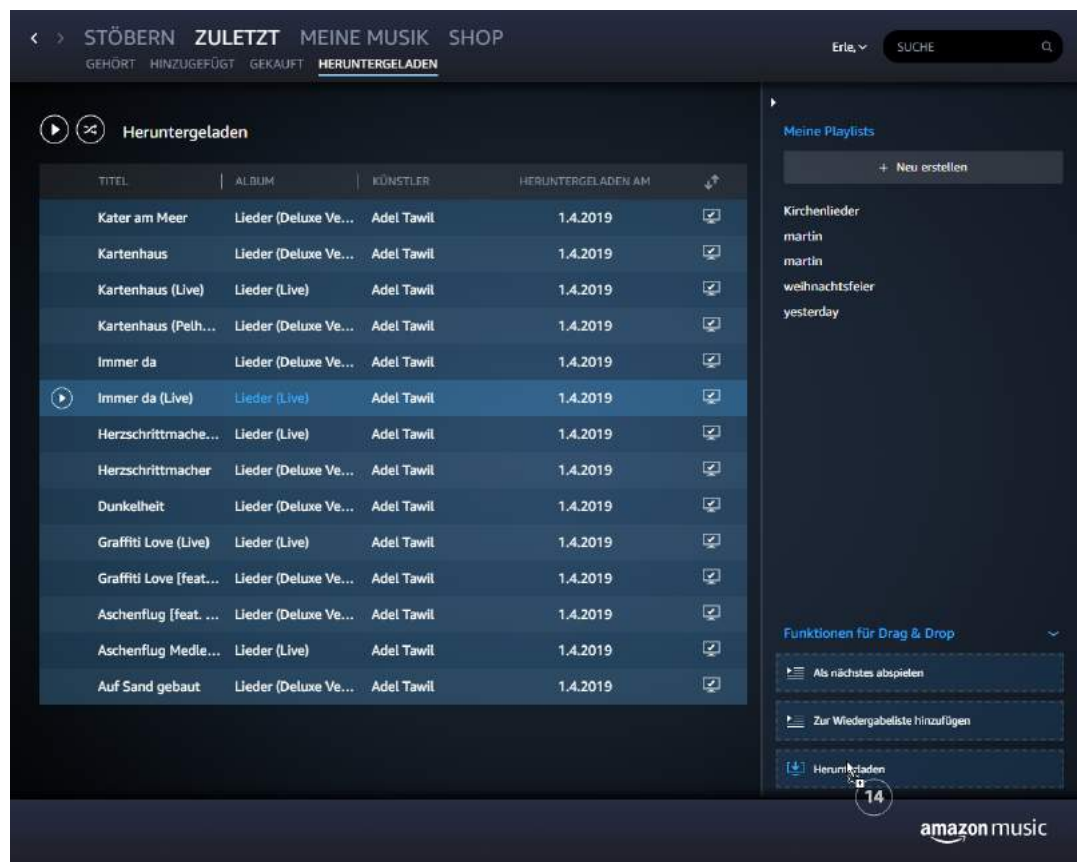 STÖBERN ZULETZT MEINE MUSIK SHOP
GEHÖRT HINZUGEFÜGT GEKAUFT HERUNTERGELADEN
Erle, SUCHE
Heruntergeladen
TITEL ALBUM KÜNSTLER HERUNTERGELADEN AM
Kater am Meer Lieder (Deluxe Ve... Adel Tawil 1.4.2019
Kartenhaus Lieder (Deluxe Ve... Adel Tawil 1.4.2019
Kartenhaus (Live) Lieder (Live) Adel Tawil 1.4.2019
Kartenhaus (Pelh... Lieder (Deluxe Ve... Adel Tawil 1.4.2019
Immer da Lieder (Deluxe Ve... Adel Tawil 1.4.2019
Immer da (Live) Lieder (Live) Adel Tawil 1.4.2019
Herzschrittmache... Lieder (Live) Adel Tawil 1.4.2019
Herzschrittmacher Lieder (Deluxe Ve... Adel Tawil 1.4.2019
Dunkelheit Lieder (Deluxe Ve... Adel Tawil 1.4.2019
Graffiti Love (Live) Lieder (Live) Adel Tawil 1.4.2019
Graffiti Love [feat... Lieder (Deluxe Ve... Adel Tawil 1.4.2019
Aschenflug [feat. ... Lieder (Deluxe Ve... Adel Tawil 1.4.2019
Aschenflug Medle... Lieder (Live) Adel Tawil 1.4.2019
Auf Sand gebaut Lieder (Deluxe Ve... Adel Tawil 1.4.2019
Meine Playlists
+ Neu erstellen
Kirchenlieder
martin
martin
weihnachtsfeier
yesterday
Funktionen für Drag & Drop
Als nächstes abspielen
Zur Wiedergabeliste hinzufügen
Herunterladen
14
amazon music